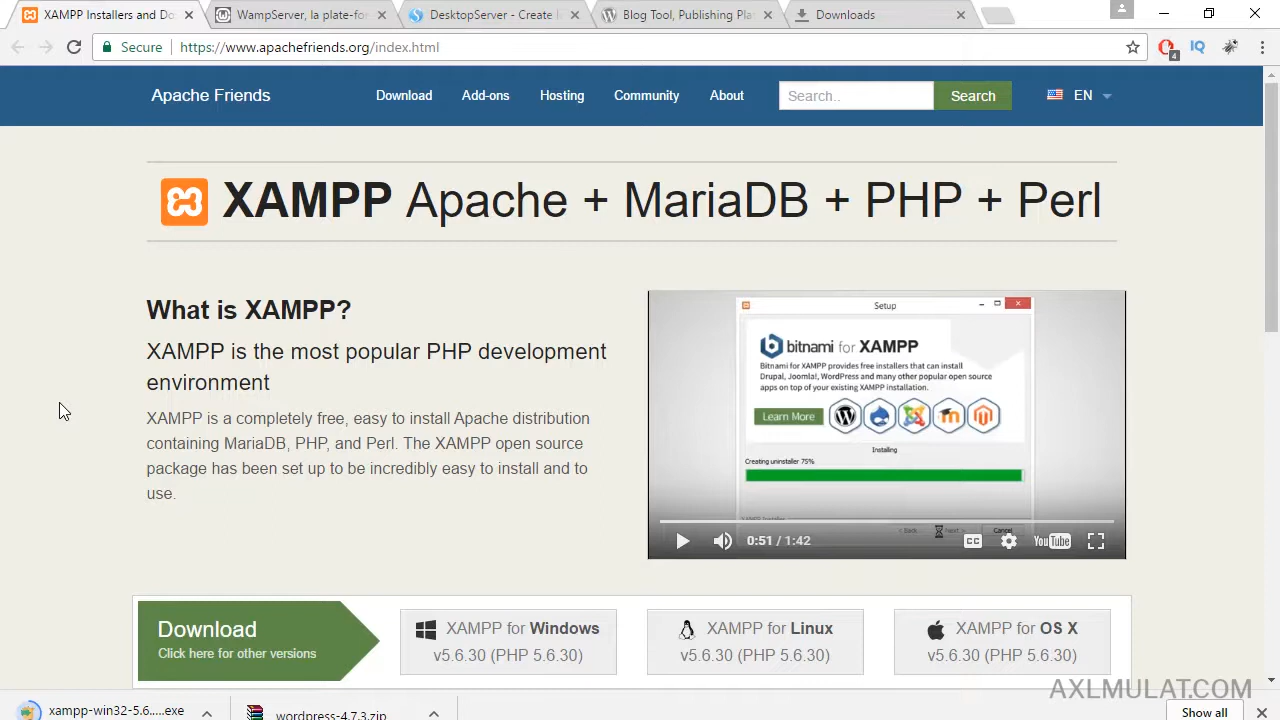 XAMPP Installers and Do
WampServer, la plate-for
DesktopServer - Create l
Blog Tool, Publishing Pla
Downloads
Secure
https://www.apachefriends.org/index.html
4
IQ
Apache Friends
Download
Add-ons
Hosting
Community
About
Search..
Search
EN
XAMPP Apache + MariaDB + PHP + Perl
What is XAMPP?
XAMPP is the most popular PHP development
environment
XAMPP is a completely free, easy to install Apache distribution
containing MariaDB, PHP, and Perl. The XAMPP open source
package has been set up to be incredibly easy to install and to
use.
Setup
bitnami for XAMPP
Bitnami for XAMPP provides free installers that can install
Drupal, Joomla!, WordPress and many other popular open source
apps on top of your existing XAMPP installation.
Learn More
Installing
Creating uninstaller 75%
XAMPP Installer
< Back
Next >
Cancel
0:51 / 1:42
CC
YouTube
Download
Click here for other versions
XAMPP for Windows
v5.6.30 (PHP 5.6.30)
XAMPP for Linux
v5.6.30 (PHP 5.6.30)
XAMPP for OS X
v5.6.30 (PHP 5.6.30)
AXLMULAT.COM
xampp-win32-5.6.....exe
wordpress-4.7.3.zip
Show all